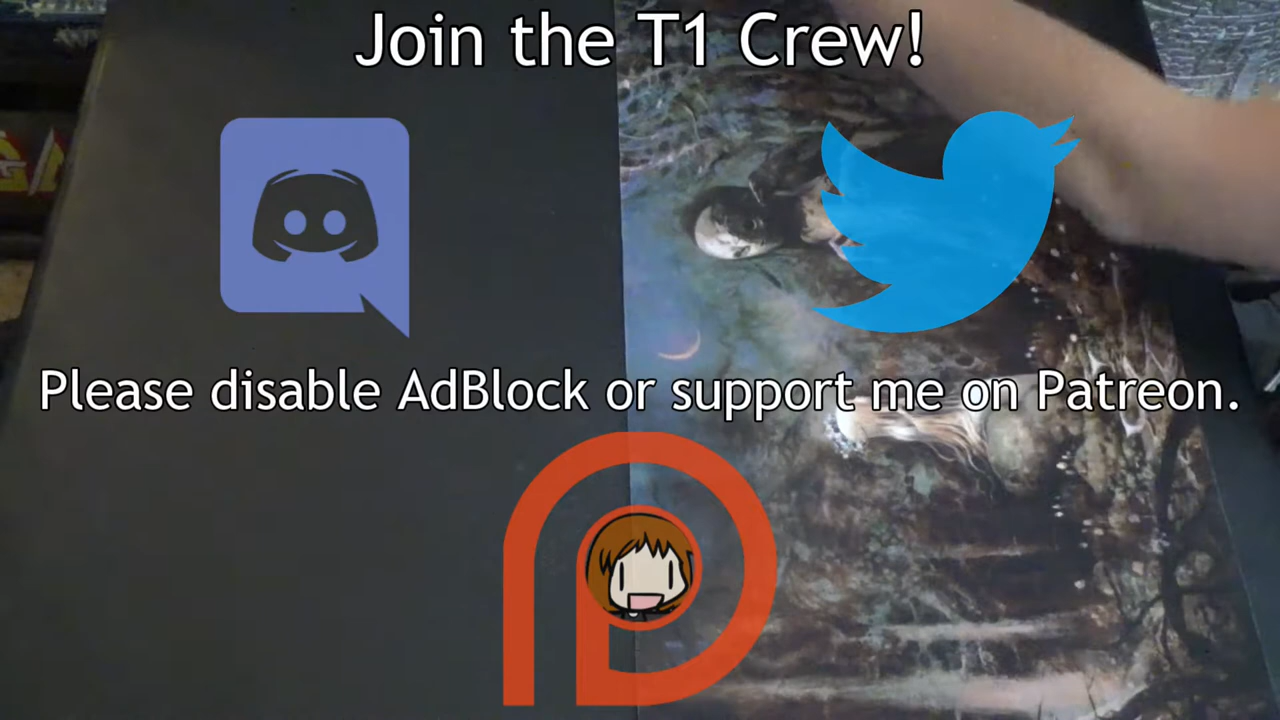 Join the T1 Crew!
Please disable AdBlock or support me on Patreon.